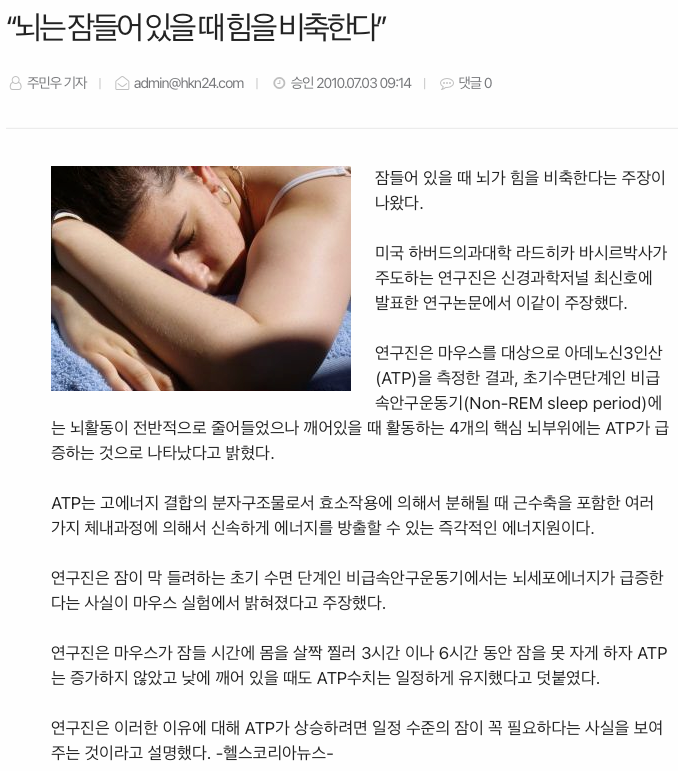 “뇌는 잠들어 있을 때 힘을 비축한다”
주민우 기자 | admin@hkn24.com | 승인 2010.07.03 09:14 | 댓글 0
잠들어 있을 때 뇌가 힘을 비축한다는 주장이
나왔다.
미국 하버드의과대학 라드히카 바시르박사가
주도하는 연구진은 신경과학저널 최신호에
발표한 연구논문에서 이같이 주장했다.
연구진은 마우스를 대상으로 아데노신3인산
(ATP)을 측정한 결과, 초기수면단계인 비급
속안구운동기(Non-REM sleep period)에
는 뇌활동이 전반적으로 줄어들었으나 깨어있을 때 활동하는 4개의 핵심 뇌부위에는 ATP가 급
증하는 것으로 나타났다고 밝혔다.
ATP는 고에너지 결합의 분자구조물로서 효소작용에 의해서 분해될 때 근수축을 포함한 여러
가지 체내과정에 의해서 신속하게 에너지를 방출할 수 있는 즉각적인 에너지원이다.
연구진은 잠이 막 들려하는 초기 수면 단계인 비급속안구운동기에서는 뇌세포에너지가 급증한
다는 사실이 마우스 실험에서 밝혀졌다고 주장했다.
연구진은 마우스가 잠들 시간에 몸을 살짝 찔러 3시간 이나 6시간 동안 잠을 못 자게 하자 ATP
는 증가하지 않았고 낮에 깨어 있을 때도 ATP수치는 일정하게 유지했다고 덧붙였다.
연구진은 이러한 이유에 대해 ATP가 상승하려면 일정 수준의 잠이 꼭 필요하다는 사실을 보여
주는 것이라고 설명했다. -헬스코리아뉴스-